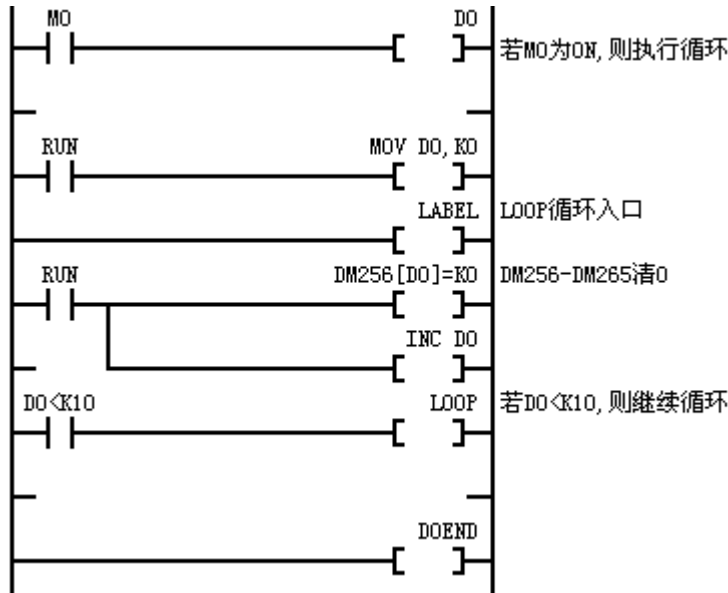 M0 D0
若M0为ON,则执行循环
RUN MOV D0,K0
LABEL LOOP循环入口
RUN DM256[D0]=K0 DM256-DM265清0
INC D0
D0<K10 LOOP 若D0<K10,则继续循环
DOEND